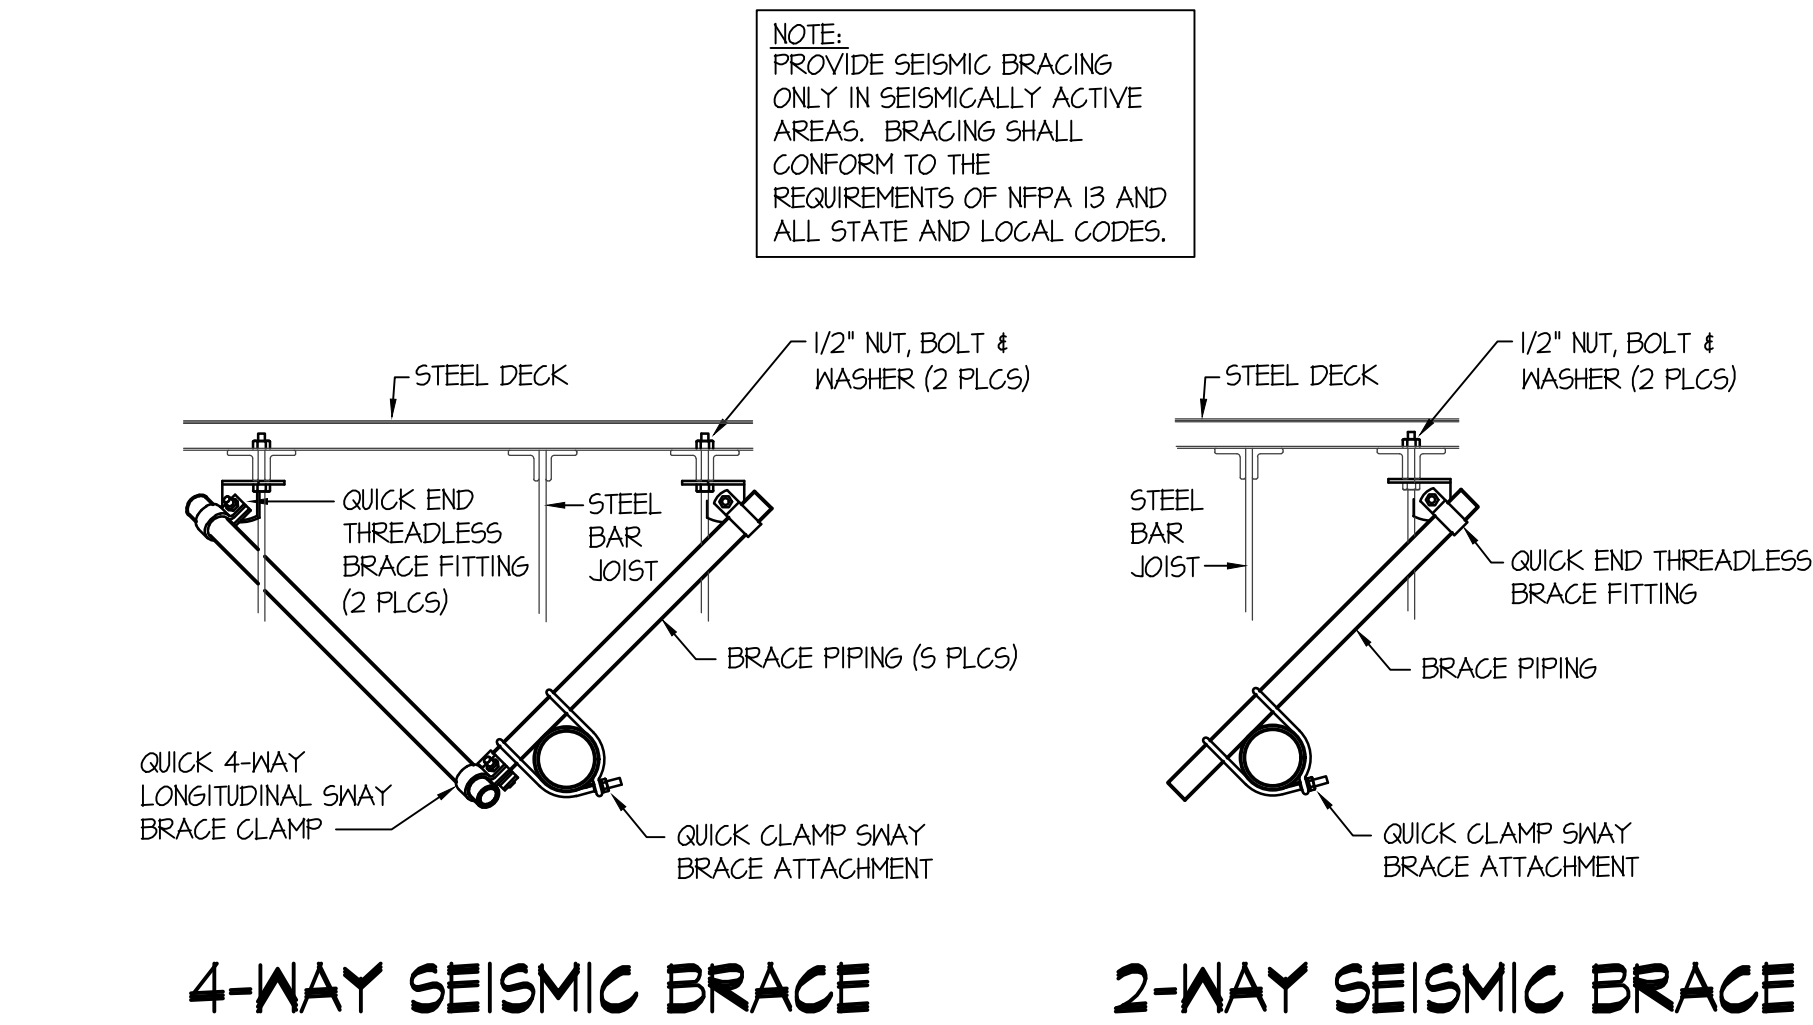 NOTE:
PROVIDE SEISMIC BRACING
ONLY IN SEISMICALLY ACTIVE
AREAS. BRACING SHALL
CONFORM TO THE
REQUIREMENTS OF NFPA 13 AND
ALL STATE AND LOCAL CODES.
STEEL DECK
1/2" NUT, BOLT &
WASHER (2 PLCS)
QUICK END
THREADLESS
BRACE FITTING
(2 PLCS)
STEEL
BAR
JOIST
BRACE PIPING (S PLCS)
QUICK 4-WAY
LONGITUDINAL SWAY
BRACE CLAMP
QUICK CLAMP SWAY
BRACE ATTACHMENT
4-WAY SEISMIC BRACE
STEEL DECK
1/2" NUT, BOLT &
WASHER (2 PLCS)
STEEL
BAR
JOIST
QUICK END THREADLESS
BRACE FITTING
BRACE PIPING
QUICK CLAMP SWAY
BRACE ATTACHMENT
2-WAY SEISMIC BRACE